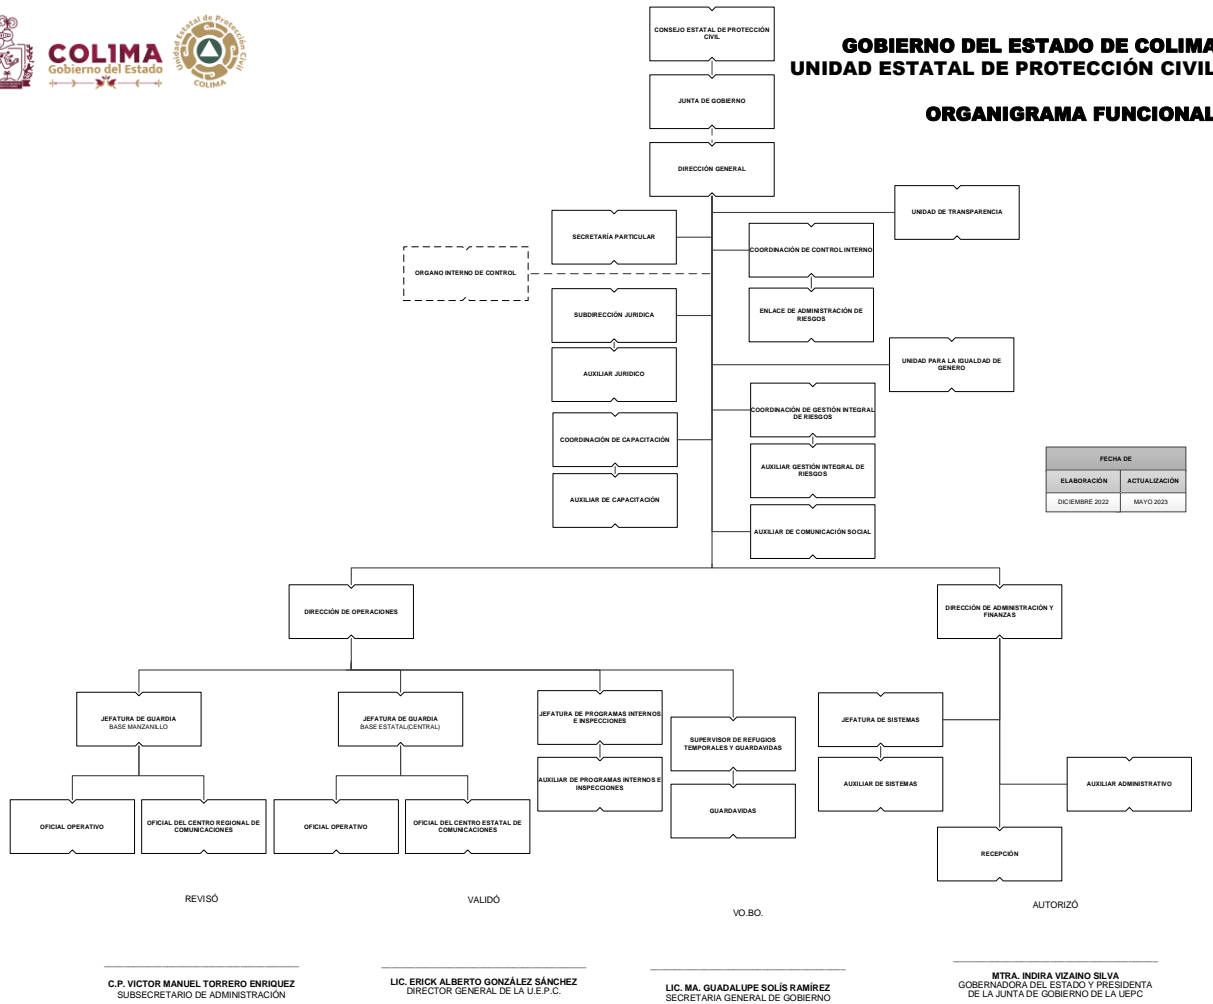 COLIMA
Gobierno del Estado
Unidad Estatal de Protección Civil
COLIMA
GOBIERNO DEL ESTADO DE COLIMA
UNIDAD ESTATAL DE PROTECCIÓN CIVIL
ORGANIGRAMA FUNCIONAL
CONSEJO ESTATAL DE PROTECCIÓN
CIVIL
JUNTA DE GOBIERNO
DIRECCIÓN GENERAL
UNIDAD DE TRANSPARENCIA
SECRETARÍA PARTICULAR
COORDINACIÓN DE CONTROL INTERNO
ORGANO INTERNO DE CONTROL
ENLACE DE ADMINISTRACIÓN DE
RIESGOS
SUBDIRECCIÓN JURIDICA
UNIDAD PARA LA IGUALDAD DE
GENERO
AUXILIAR JURIDICO
COORDINACIÓN DE GESTIÓN INTEGRAL
DE RIESGOS
COORDINACIÓN DE CAPACITACIÓN
AUXILIAR GESTIÓN INTEGRAL DE
RIESGOS
AUXILIAR DE CAPACITACIÓN
AUXILIAR DE COMUNICACIÓN SOCIAL
FECHA DE
ELABORACIÓN ACTUALIZACIÓN
DICIEMBRE 2022 MAYO 2023
DIRECCIÓN DE OPERACIONES
DIRECCIÓN DE ADMINISTRACIÓN Y
FINANZAS
JEFATURA DE GUARDIA
BASE MANZANILLO
JEFATURA DE GUARDIA
BASE ESTATAL(CENTRAL)
JEFATURA DE PROGRAMAS INTERNOS
E INSPECCIONES
SUPERVISOR DE REFUGIOS
TEMPORALES Y GUARDAVIDAS
JEFATURA DE SISTEMAS
AUXILIAR DE PROGRAMAS INTERNOS E
INSPECCIONES
AUXILIAR DE SISTEMAS
AUXILIAR ADMINISTRATIVO
OFICIAL OPERATIVO
OFICIAL DEL CENTRO REGIONAL DE
COMUNICACIONES
OFICIAL OPERATIVO
OFICIAL DEL CENTRO ESTATAL DE
COMUNICACIONES
GUARDAVIDAS
RECEPCIÓN
REVISÓ
C.P. VICTOR MANUEL TORRERO ENRIQUEZ
SUBSECRETARIO DE ADMINISTRACIÓN
VALIDÓ
LIC. ERICK ALBERTO GONZÁLEZ SÁNCHEZ
DIRECTOR GENERAL DE LA U.E.P.C.
VO.BO.
LIC. MA. GUADALUPE SOLÍS RAMÍREZ
SECRETARIA GENERAL DE GOBIERNO
AUTORIZÓ
MTRA. INDIRA VIZAINO SILVA
GOBERNADORA DEL ESTADO Y PRESIDENTA
DE LA JUNTA DE GOBIERNO DE LA UEPC